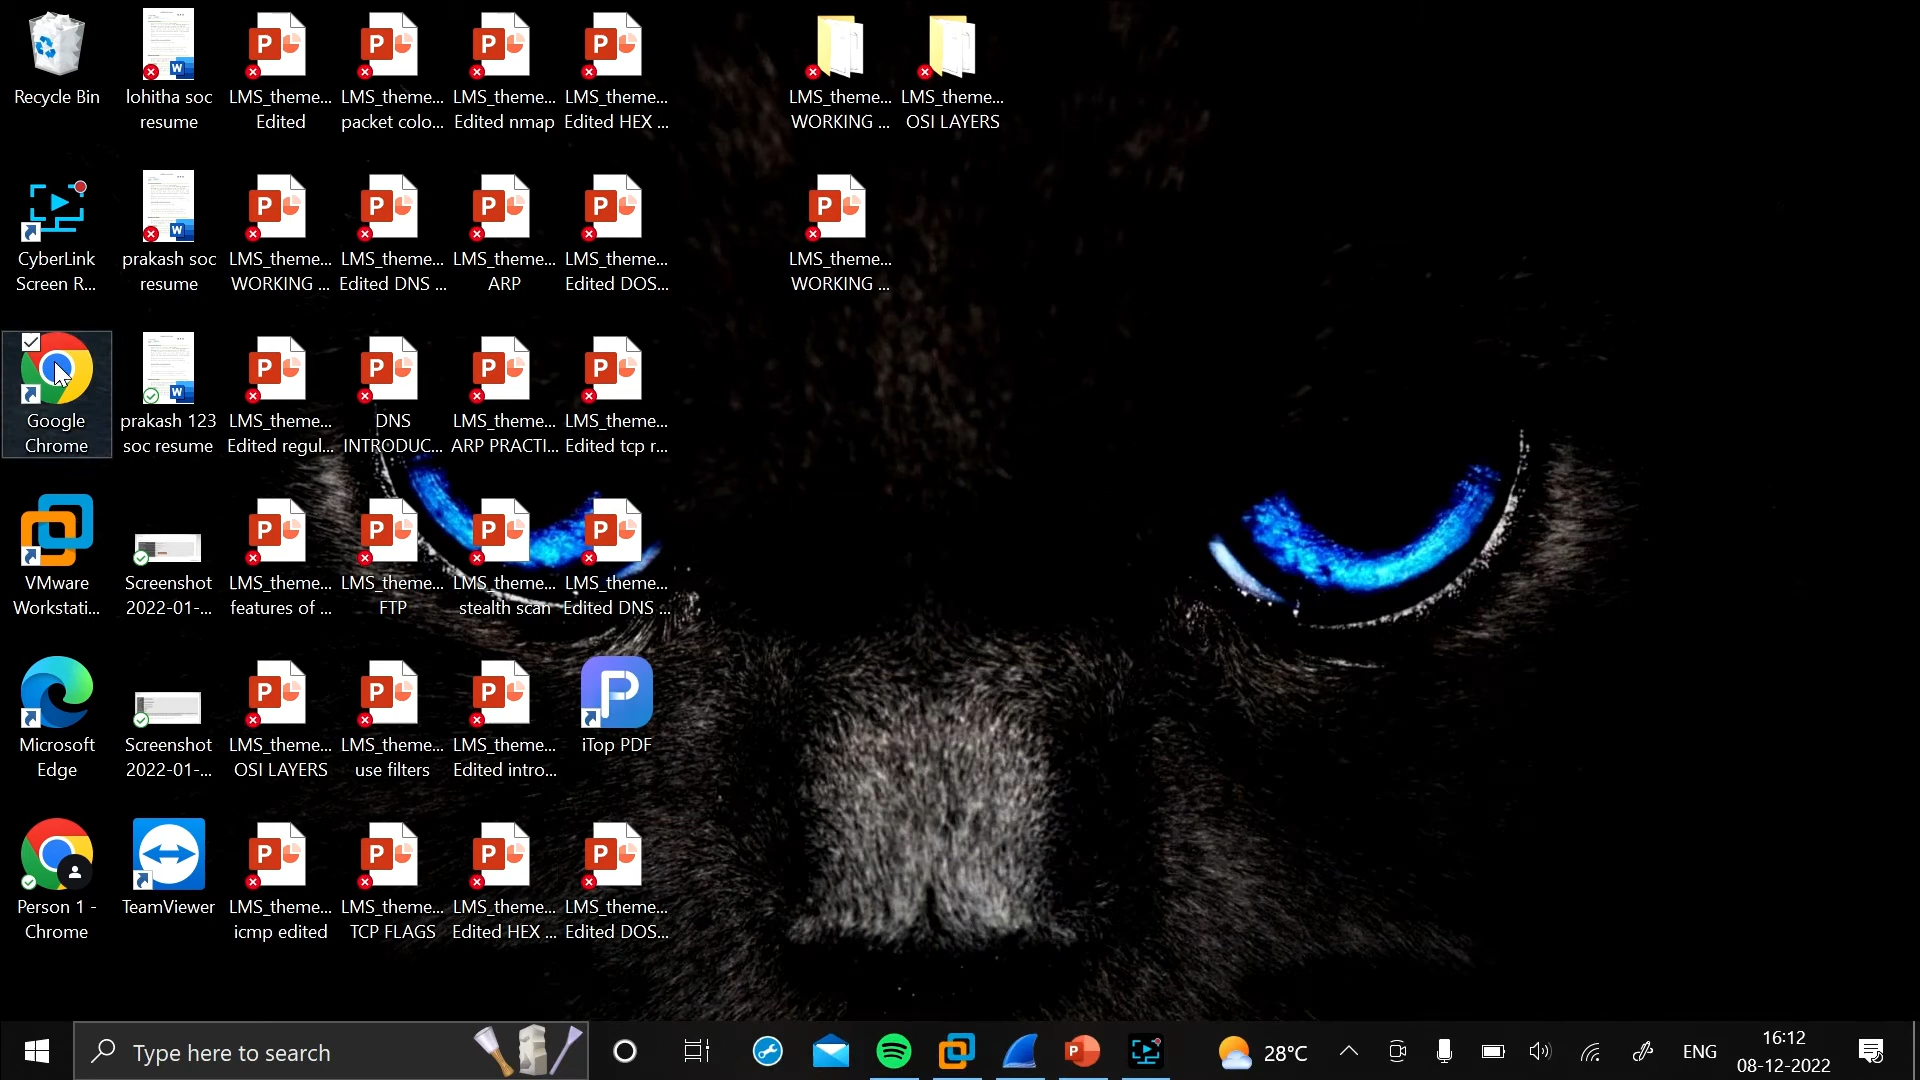 Recycle Bin
lohitha soc
resume
LMS_theme...
Edited
LMS_theme...
packet colo...
LMS_theme...
Edited nmap
LMS_theme...
Edited HEX ...
LMS_theme...
WORKING ...
LMS_theme...
OSI LAYERS
CyberLink
Screen R...
prakash soc
resume
LMS_theme...
WORKING ...
LMS_theme...
Edited DNS ...
LMS_theme...
ARP
LMS_theme...
Edited DOS...
LMS_theme...
WORKING ...
Google
Chrome
prakash 123
soc resume
LMS_theme...
Edited regul...
DNS
INTRODUC...
LMS_theme...
ARP PRACTI...
LMS_theme...
Edited tcp r...
VMware
Workstati...
Screenshot
2022-01-...
LMS_theme...
features of ...
LMS_theme...
FTP
LMS_theme...
stealth scan
LMS_theme...
Edited DNS ...
Microsoft
Edge
Screenshot
2022-01-...
LMS_theme...
OSI LAYERS
LMS_theme...
use filters
LMS_theme...
Edited intro...
iTop PDF
Person 1 -
Chrome
TeamViewer
LMS_theme...
icmp edited
LMS_theme...
TCP FLAGS
LMS_theme...
Edited HEX ...
LMS_theme...
Edited DOS...
Type here to search
28°C
ENG
16:12
08-12-2022